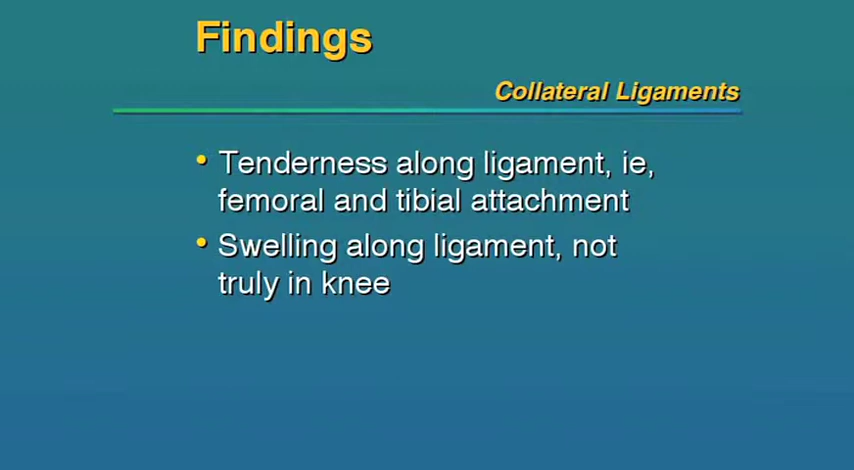 Findings
Collateral Ligaments
• Tenderness along ligament, ie,
femoral and tibial attachment
• Swelling along ligament, not
truly in knee